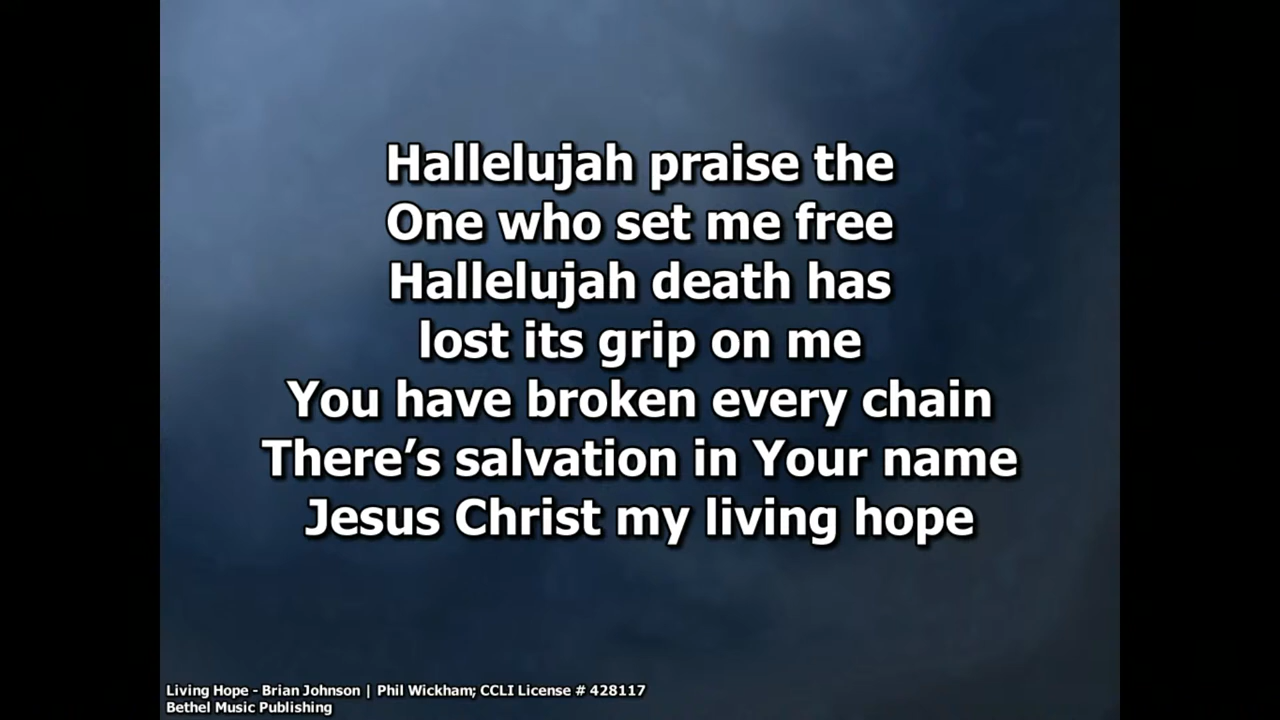 Hallelujah praise the
One who set me free
Hallelujah death has
lost its grip on me
You have broken every chain
There’s salvation in Your name
Jesus Christ my living hope
Living Hope - Brian Johnson | Phil Wickham; CCLI License # 428117
Bethel Music Publishing